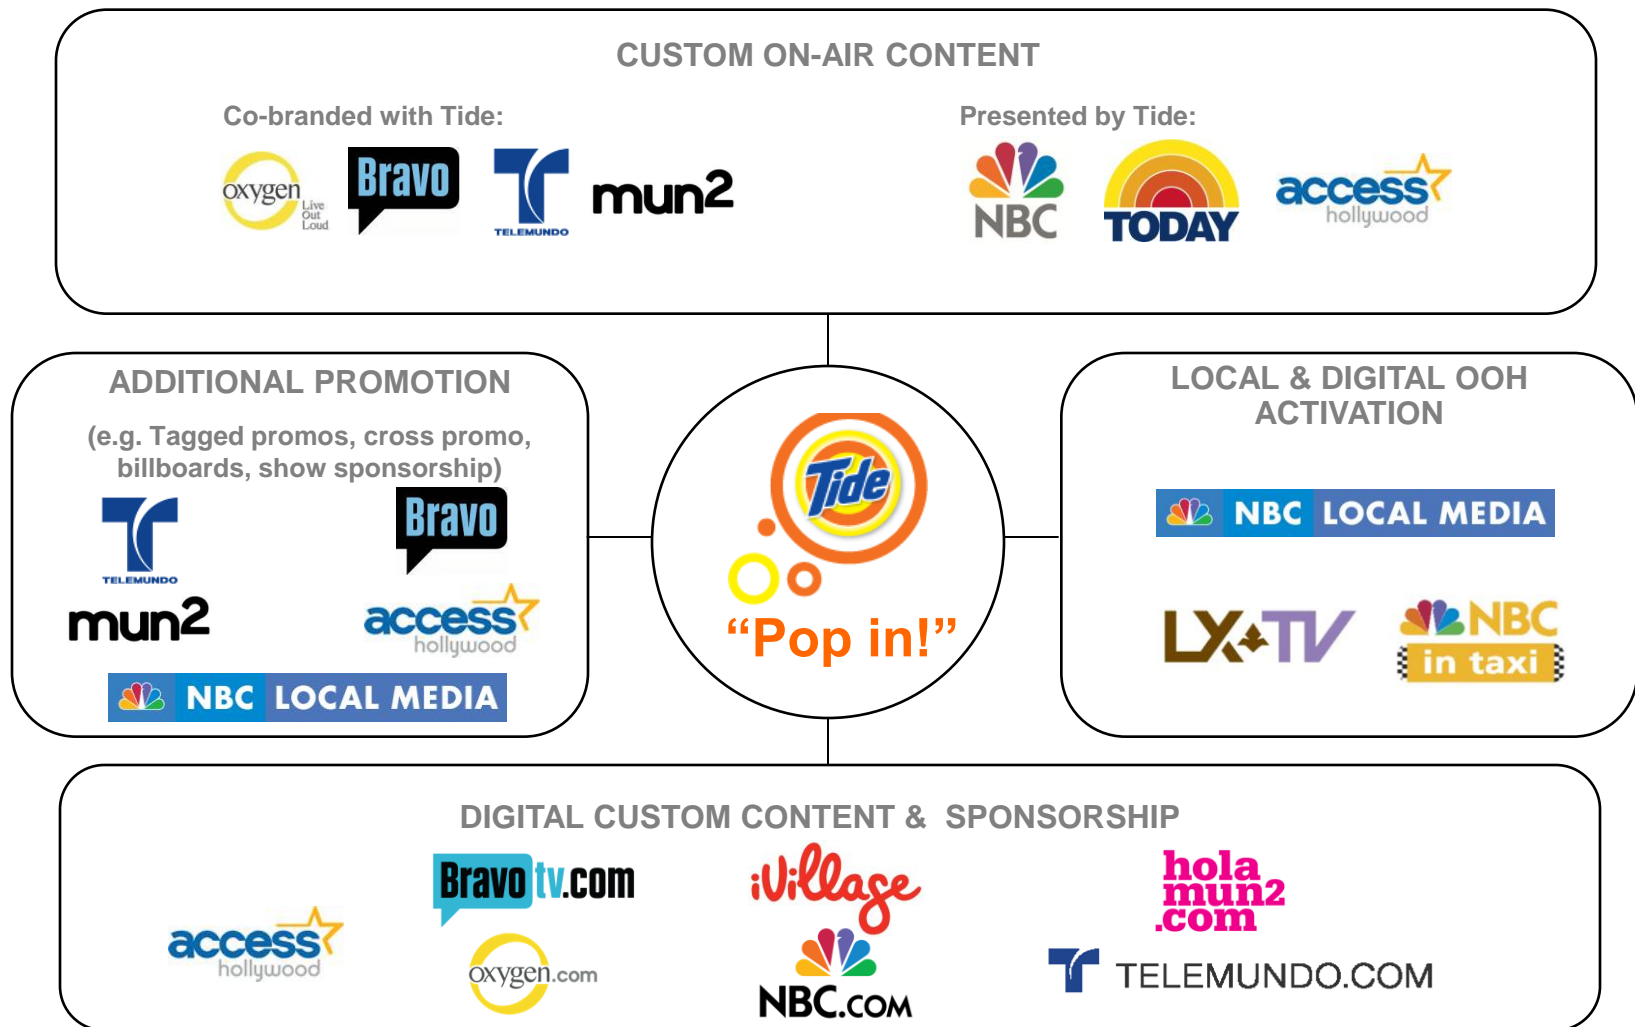 CUSTOM ON-AIR CONTENT
Co-branded with Tide:
Presented by Tide:
oxygen
Live
Out
Loud
Bravo
TELEMUNDO
mun2
NBC
TODAY
access
hollywood
ADDITIONAL PROMOTION
(e.g. Tagged promos, cross promo,
billboards, show sponsorship)
TELEMUNDO
Bravo
mun2
access
hollywood
NBC LOCAL MEDIA
Tide
“Pop in!”
LOCAL & DIGITAL OOH
ACTIVATION
NBC LOCAL MEDIA
LX TV
NBC
in taxi
DIGITAL CUSTOM CONTENT & SPONSORSHIP
access
hollywood
Bravotv.com
oxygen.com
iVillage
NBC.COM
hola
mun2
.com
TELEMUNDO.COM